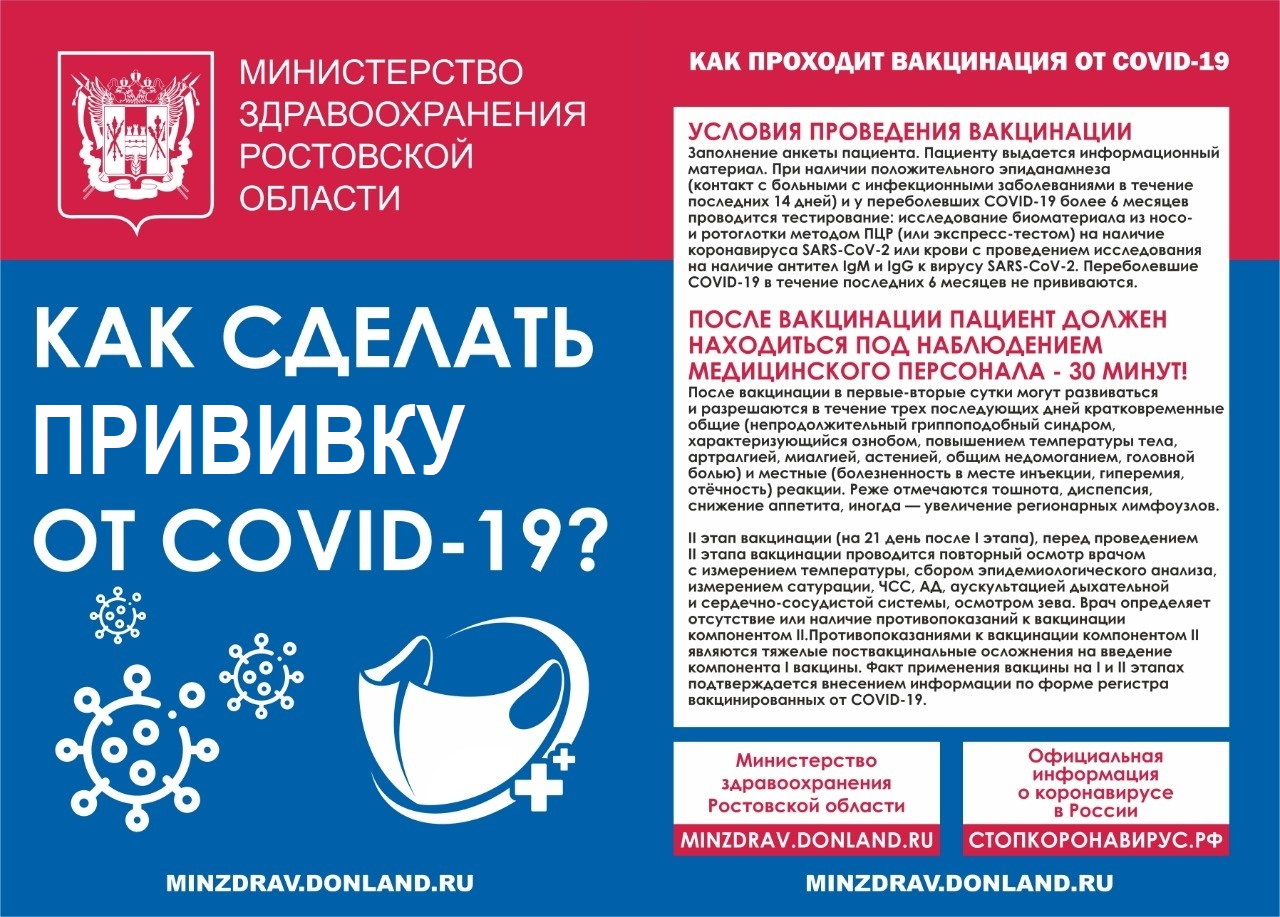 МИНИСТЕРСТВО
ЗДРАВООХРАНЕНИЯ
РОСТОВСКОЙ
ОБЛАСТИ
КАК СДЕЛАТЬ
ПРИВИВКУ
ОТ COVID-19?
MINZDRAV.DONLAND.RU
КАК ПРОХОДИТ ВАКЦИНАЦИЯ ОТ COVID-19
УСЛОВИЯ ПРОВЕДЕНИЯ ВАКЦИНАЦИИ
Заполнение анкеты пациента. Пациенту выдается информационный
материал. При наличии положительного эпиданамнеза
(контакт с больными с инфекционными заболеваниями в течение
последних 14 дней) и у переболевших COVID-19 более 6 месяцев
проводится тестирование: исследование биоматериала из носо-
и ротоглотки методом ПЦР (или экспресс-тестом) на наличие
коронавируса SARS-CoV-2 или крови с проведением исследования
на наличие антител IgM и IgG к вирусу SARS-CoV-2. Переболевшие
COVID-19 в течение последних 6 месяцев не прививаются.
ПОСЛЕ ВАКЦИНАЦИИ ПАЦИЕНТ ДОЛЖЕН
НАХОДИТЬСЯ ПОД НАБЛЮДЕНИЕМ
МЕДИЦИНСКОГО ПЕРСОНАЛА - 30 МИНУТ!
После вакцинации в первые-вторые сутки могут развиваться
и разрешаются в течение трех последующих дней кратковременные
общие (непродолжительный гриппоподобный синдром,
характеризующийся ознобом, повышением температуры тела,
артралгией, миалгией, астенией, общим недомоганием, головной
болью) и местные (болезненность в месте инъекции, гиперемия,
отёчность) реакции. Реже отмечаются тошнота, диспепсия,
снижение аппетита, иногда — увеличение регионарных лимфоузлов.
II этап вакцинации (на 21 день после I этапа), перед проведением
II этапа вакцинации проводится повторный осмотр врачом
с измерением температуры, сбором эпидемиологического анализа,
измерением сатурации, ЧСС, АД, аускультацией дыхательной
и сердечно-сосудистой системы, осмотром зева. Врач определяет
отсутствие или наличие противопоказаний к вакцинации
компонентом II.Противопоказаниями к вакцинации компонентом II
являются тяжелые поствакцинальные осложнения на введение
компонента I вакцины. Факт применения вакцины на I и II этапах
подтверждается внесением информации по форме регистра
вакцинированных от COVID-19.
Министерство
здравоохранения
Ростовской области
MINZDRAV.DONLAND.RU
Официальная
информация
о коронавирусе
в России
СТОПКОРОНАВИРУС.РФ
MINZDRAV.DONLAND.RU